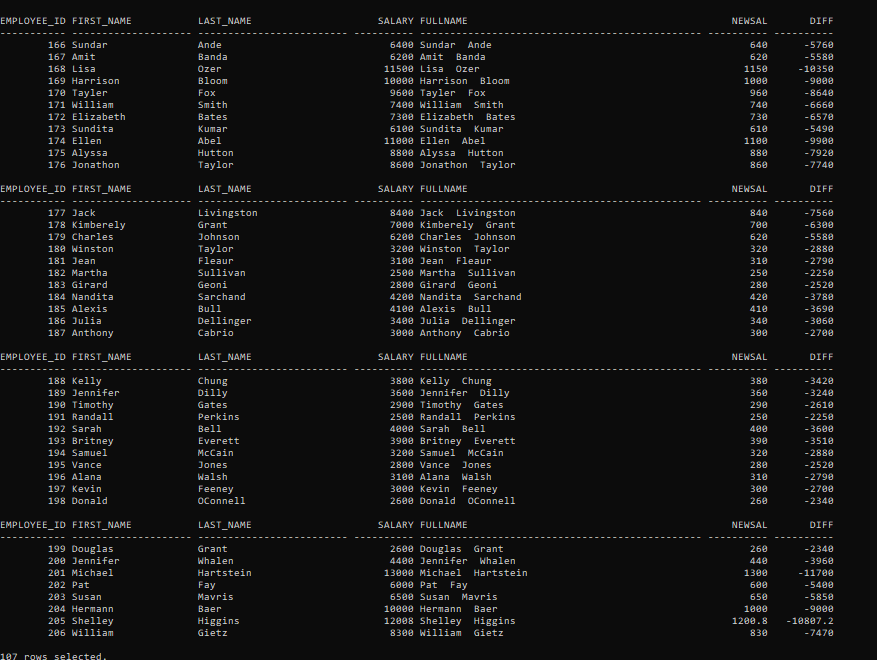 EMPLOYEE_ID FIRST_NAME LAST_NAME SALARY FULLNAME NEWSAL DIFF
----------- -------------------- ------------------------- ---------- ----------------------------------------------- ---------- ----------
166 Sundar Ande 6400 Sundar  Ande 640 -5760
167 Amit Banda 6200 Amit  Banda 620 -5580
168 Lisa Ozer 11500 Lisa  Ozer 1150 -10350
169 Harrison Bloom 10000 Harrison  Bloom 1000 -9000
170 Tayler Fox 9600 Tayler  Fox 960 -8640
171 William Smith 7400 William  Smith 740 -6660
172 Elizabeth Bates 7300 Elizabeth  Bates 730 -6570
173 Sundita Kumar 6100 Sundita  Kumar 610 -5490
174 Ellen Abel 11000 Ellen  Abel 1100 -9900
175 Alyssa Hutton 8800 Alyssa  Hutton 880 -7920
176 Jonathon Taylor 8600 Jonathon  Taylor 860 -7740
EMPLOYEE_ID FIRST_NAME LAST_NAME SALARY FULLNAME NEWSAL DIFF
----------- -------------------- ------------------------- ---------- ----------------------------------------------- ---------- ----------
177 Jack Livingston 8400 Jack  Livingston 840 -7560
178 Kimberely Grant 7000 Kimberely  Grant 700 -6300
179 Charles Johnson 6200 Charles  Johnson 620 -5580
180 Winston Taylor 3200 Winston  Taylor 320 -2880
181 Jean Fleaur 3100 Jean  Fleaur 310 -2790
182 Martha Sullivan 2500 Martha  Sullivan 250 -2250
183 Girard Geoni 2800 Girard  Geoni 280 -2520
184 Nandita Sarchand 4200 Nandita  Sarchand 420 -3780
185 Alexis Bull 4100 Alexis  Bull 410 -3690
186 Julia Dellinger 3400 Julia  Dellinger 340 -3060
187 Anthony Cabrio 3000 Anthony  Cabrio 300 -2700
EMPLOYEE_ID FIRST_NAME LAST_NAME SALARY FULLNAME NEWSAL DIFF
----------- -------------------- ------------------------- ---------- ----------------------------------------------- ---------- ----------
188 Kelly Chung 3800 Kelly  Chung 380 -3420
189 Jennifer Dilly 3600 Jennifer  Dilly 360 -3240
190 Timothy Gates 2900 Timothy  Gates 290 -2610
191 Randall Perkins 2500 Randall  Perkins 250 -2250
192 Sarah Bell 4000 Sarah  Bell 400 -3600
193 Britney Everett 3900 Britney  Everett 390 -3510
194 Samuel McCain 3200 Samuel  McCain 320 -2880
195 Vance Jones 2800 Vance  Jones 280 -2520
196 Alana Walsh 3100 Alana  Walsh 310 -2790
197 Kevin Feeney 3000 Kevin  Feeney 300 -2700
198 Donald OConnell 2600 Donald  OConnell 260 -2340
EMPLOYEE_ID FIRST_NAME LAST_NAME SALARY FULLNAME NEWSAL DIFF
----------- -------------------- ------------------------- ---------- ----------------------------------------------- ---------- ----------
199 Douglas Grant 2600 Douglas  Grant 260 -2340
200 Jennifer Whalen 4400 Jennifer  Whalen 440 -3960
201 Michael Hartstein 13000 Michael  Hartstein 1300 -11700
202 Pat Fay 6000 Pat  Fay 600 -5400
203 Susan Mavris 6500 Susan  Mavris 650 -5850
204 Hermann Baer 10000 Hermann  Baer 1000 -9000
205 Shelley Higgins 12008 Shelley  Higgins 1200.8 -10807.2
206 William Gietz 8300 William  Gietz 830 -7470
107 rows selected.